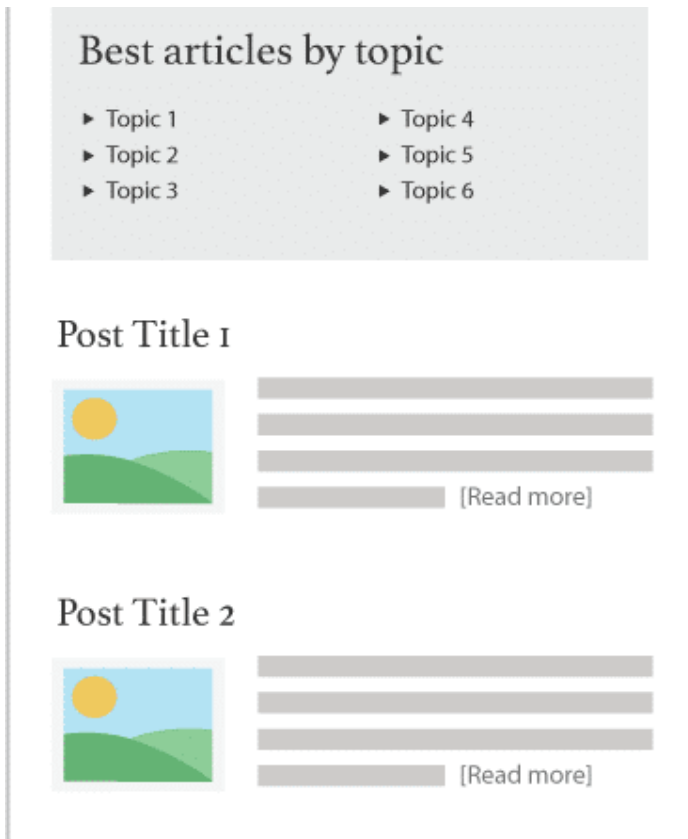 Best articles by topic
Topic 1
Topic 2
Topic 3
Topic 4
Topic 5
Topic 6
Post Title 1
[Read more]
Post Title 2
[Read more]